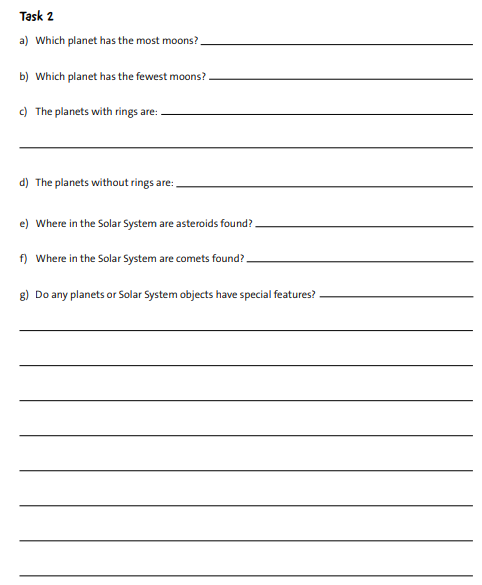 Task 2
a) Which planet has the most moons?
b) Which planet has the fewest moons?
c) The planets with rings are:
d) The planets without rings are:
e) Where in the Solar System are asteroids found?
f) Where in the Solar System are comets found?
g) Do any planets or Solar System objects have special features?